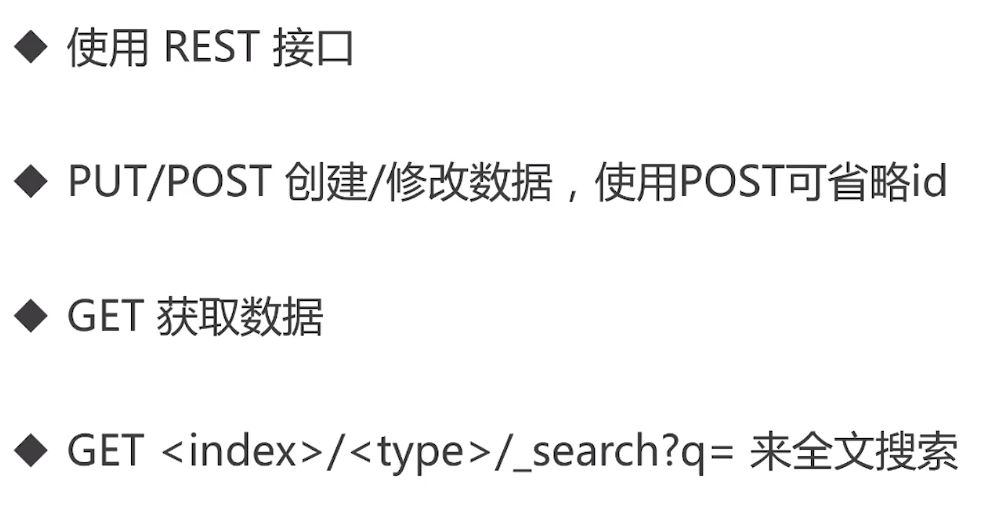 ◆ 使用 REST 接口
◆ PUT/POST 创建/修改数据，使用POST可省略id
◆ GET 获取数据
◆ GET <index>/<type>/_search?q= 来全文搜索